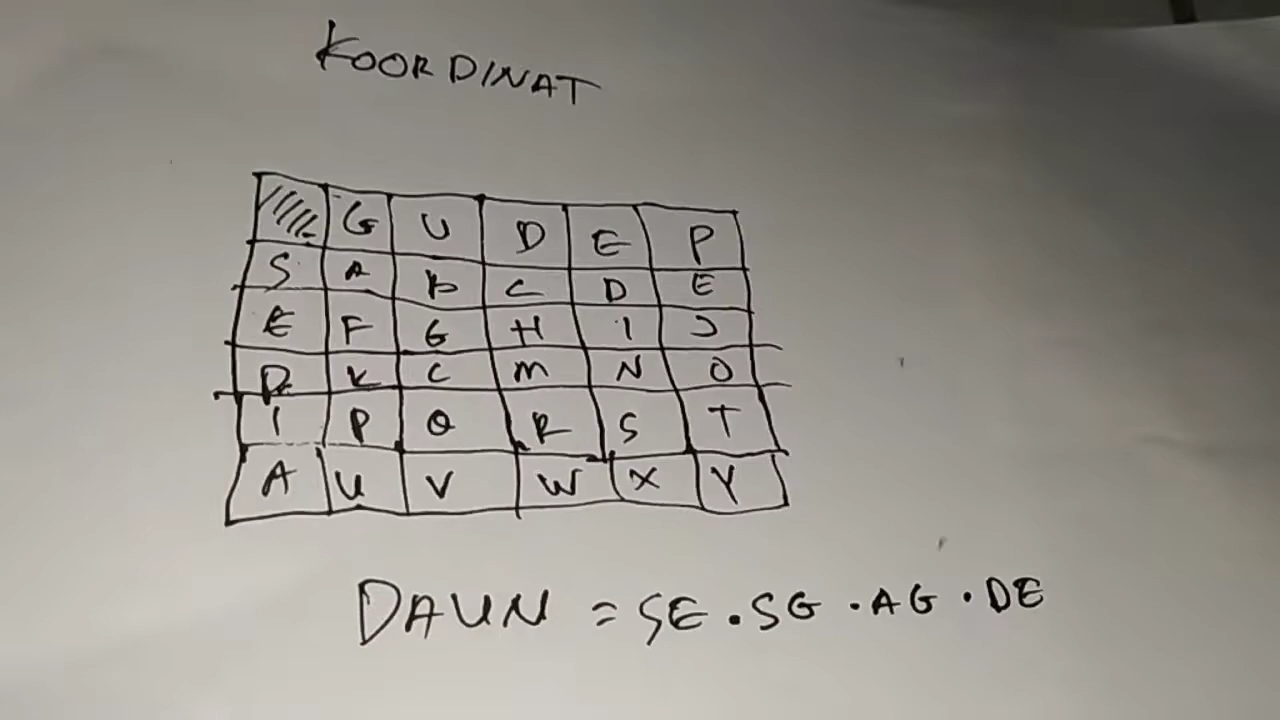 KOORDINAT
G U D E P
S A b C D E
E F G H I J
D K C M N O
I P Q R S T
A U V W X Y
DAUN = SE . SG . AG . DE